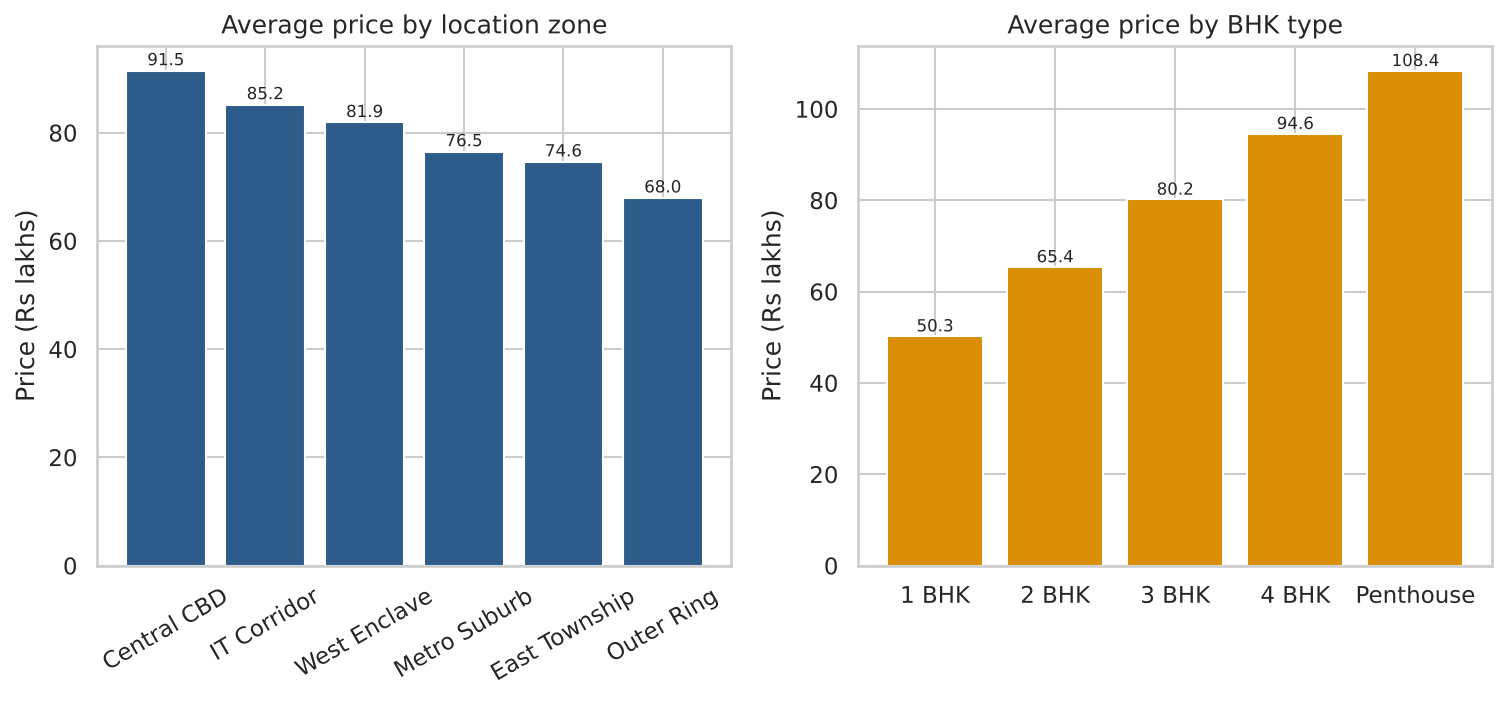 Average price by location zone
Price (Rs lakhs)
80
60
40
20
0
91.5
85.2
81.9
76.5
74.6
68.0
Central CBD
IT Corridor
West Enclave
Metro Suburb
East Township
Outer Ring
Average price by BHK type
Price (Rs lakhs)
100
80
60
40
20
0
50.3
65.4
80.2
94.6
108.4
1 BHK
2 BHK
3 BHK
4 BHK
Penthouse